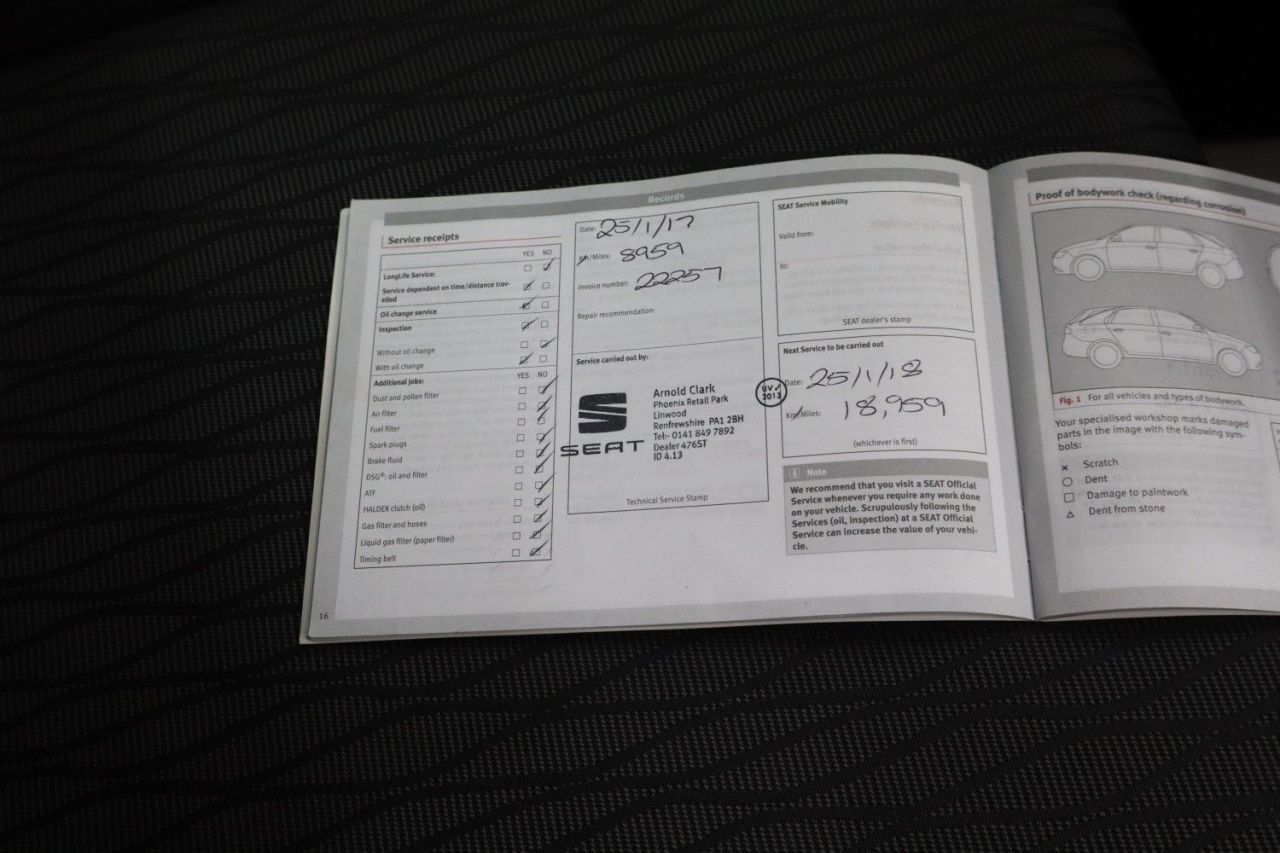 Records
Service receipts
YES NO
LongLife Service:
Service dependent on time/distance trav-
elled
Oil change service
Inspection
Without oil change
With oil change
Additional jobs:
YES NO
Dust and pollen filter
Air filter
Fuel filter
Spark plugs
Brake fluid
DSG®: oil and filter
ATF
HALDEX clutch (oil)
Gas filter and hoses
Liquid gas filter (paper filter)
Timing belt
16
Date: 25/1/17
Km/Miles: 8959
Invoice number: 22257
Repair recommendation:
Service carried out by:
SEAT
Arnold Clark
Phoenix Retail Park
Linwood
Renfrewshire PA1 2BH
Tel:- 0141 849 7892
Dealer 476ST
ID 4.13
UV ✓
2013
Technical Service Stamp
SEAT Service Mobility
Valid from:
to:
SEAT dealer's stamp
Next Service to be carried out
Date: 25/1/18
Km/Miles: 18,959
(whichever is first)
i Note
We recommend that you visit a SEAT Official
Service whenever you require any work done
on your vehicle. Scrupulously following the
Services (oil, inspection) at a SEAT Official
Service can increase the value of your vehi-
cle.
Proof of bodywork check (regarding corrosion)
Fig. 1 For all vehicles and types of bodywork.
Your specialised workshop marks damaged
parts in the image with the following sym-
bols:
× Scratch
○ Dent
□ Damage to paintwork
△ Dent from stone